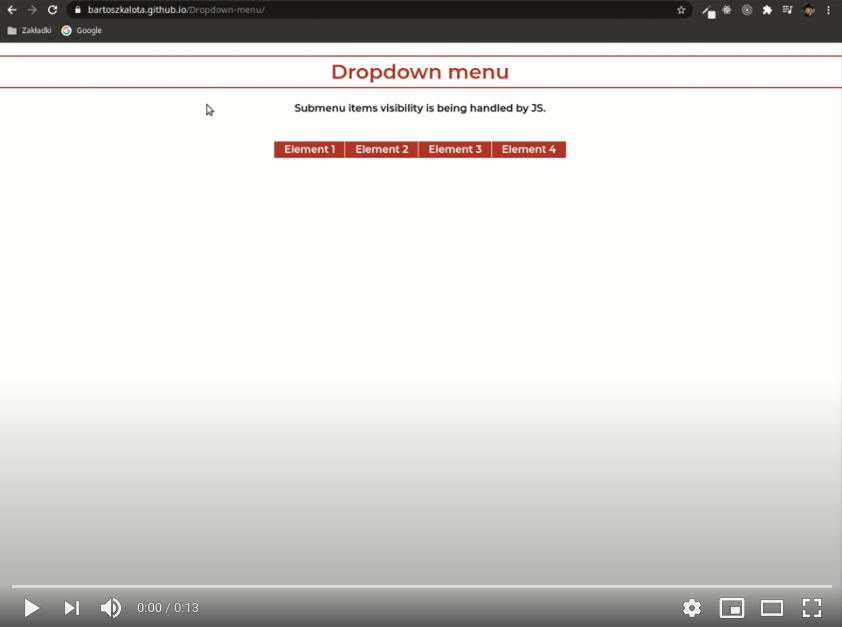 bartoszkalota.github.io/Dropdown-menu/
Zakładki Google
Dropdown menu
Submenu items visibility is being handled by JS.
Element 1 Element 2 Element 3 Element 4
0:00 / 0:13